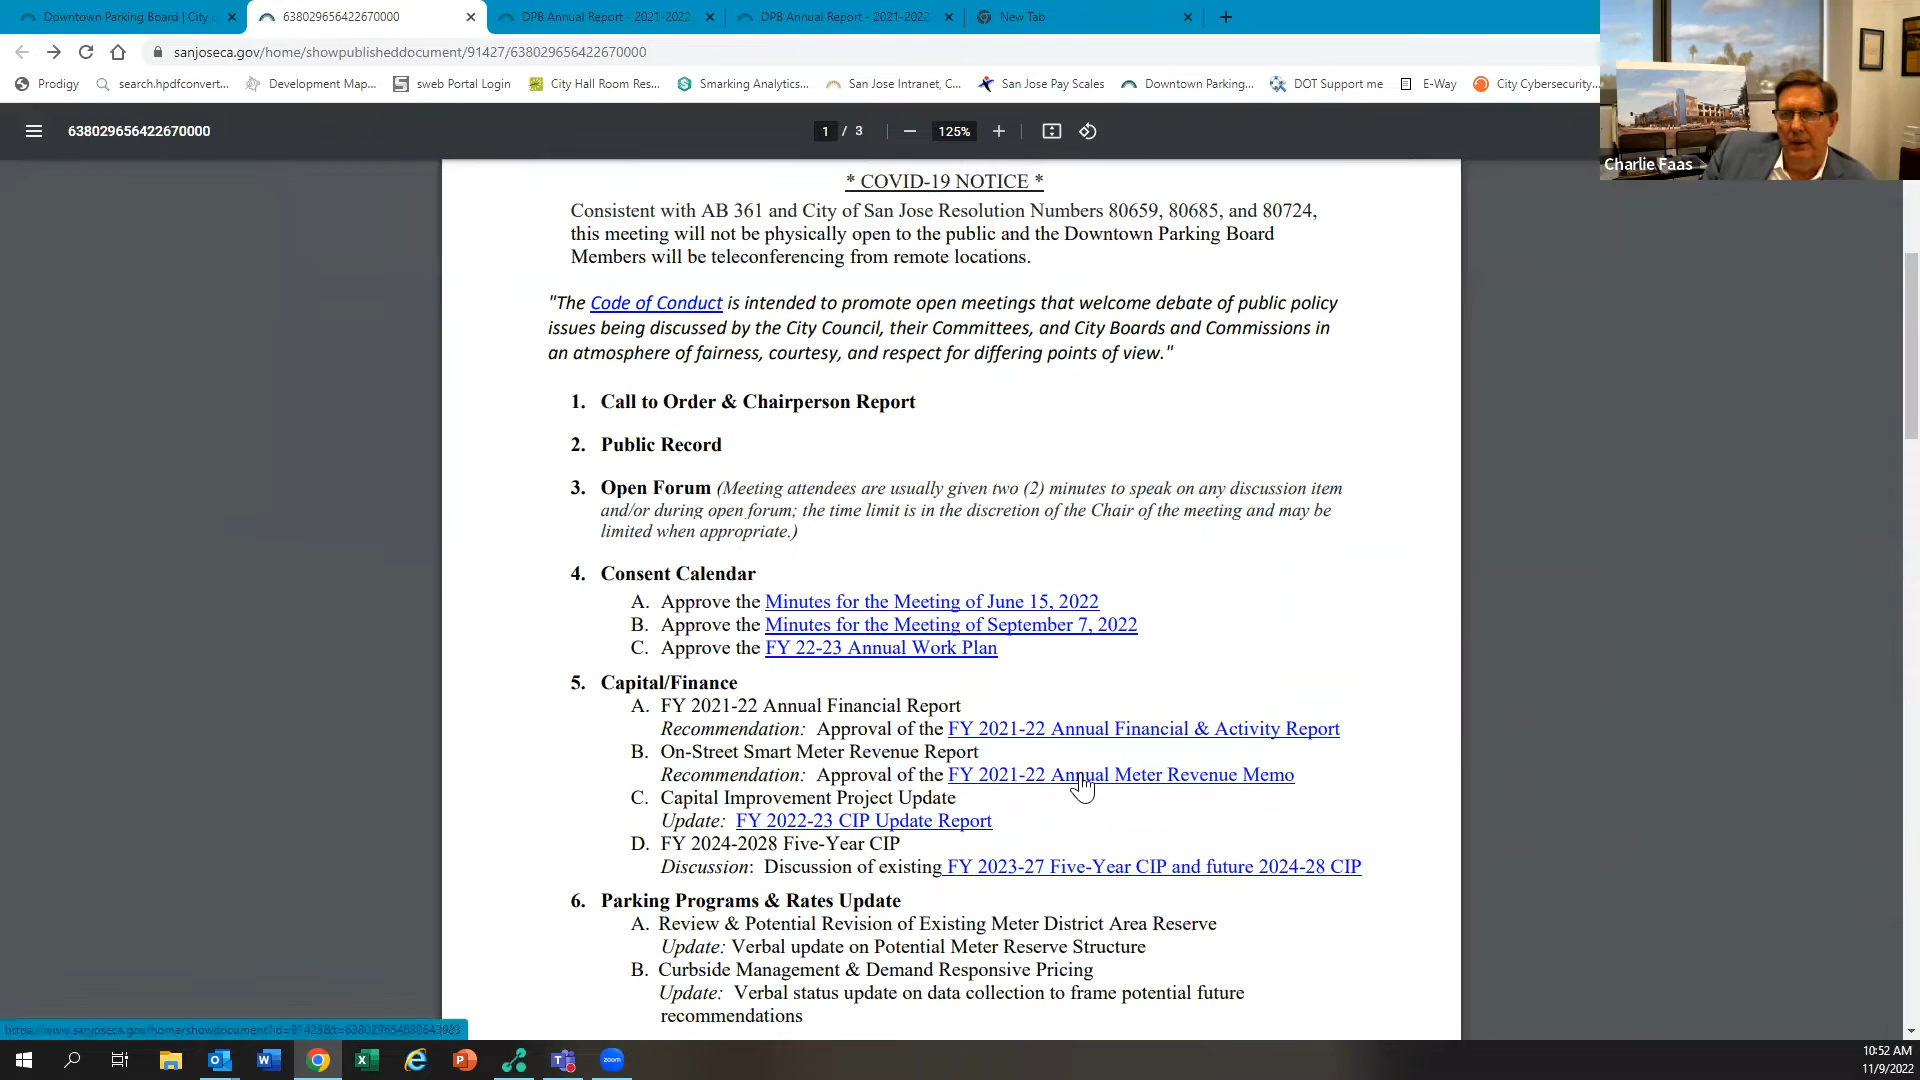 Downtown Parking Board | City
638029656422670000
DPB Annual Report - 2021-2022
DPB Annual Report - 2021-2022
New Tab
sanjoseca.gov/home/showpublisheddocument/91427/638029656422670000
Prodigy
search.hpdfconvert...
Development Map...
sweb Portal Login
City Hall Room Res...
Smarking Analytics...
San Jose Intranet, C...
San Jose Pay Scales
Downtown Parking...
DOT Support me
E-Way
City Cybersecurity...
Charlie Faas
638029656422670000
1 / 3
125%
* COVID-19 NOTICE *
Consistent with AB 361 and City of San Jose Resolution Numbers 80659, 80685, and 80724,
this meeting will not be physically open to the public and the Downtown Parking Board
Members will be teleconferencing from remote locations.
"The Code of Conduct is intended to promote open meetings that welcome debate of public policy
issues being discussed by the City Council, their Committees, and City Boards and Commissions in
an atmosphere of fairness, courtesy, and respect for differing points of view."
1. Call to Order & Chairperson Report
2. Public Record
3. Open Forum (Meeting attendees are usually given two (2) minutes to speak on any discussion item
and/or during open forum; the time limit is in the discretion of the Chair of the meeting and may be
limited when appropriate.)
4. Consent Calendar
A. Approve the Minutes for the Meeting of June 15, 2022
B. Approve the Minutes for the Meeting of September 7, 2022
C. Approve the FY 22-23 Annual Work Plan
5. Capital/Finance
A. FY 2021-22 Annual Financial Report
Recommendation: Approval of the FY 2021-22 Annual Financial & Activity Report
B. On-Street Smart Meter Revenue Report
Recommendation: Approval of the FY 2021-22 Annual Meter Revenue Memo
C. Capital Improvement Project Update
Update: FY 2022-23 CIP Update Report
D. FY 2024-2028 Five-Year CIP
Discussion: Discussion of existing FY 2023-27 Five-Year CIP and future 2024-28 CIP
6. Parking Programs & Rates Update
A. Review & Potential Revision of Existing Meter District Area Reserve
Update: Verbal update on Potential Meter Reserve Structure
B. Curbside Management & Demand Responsive Pricing
Update: Verbal status update on data collection to frame potential future
recommendations
zoom
10:52 AM
11/9/2022